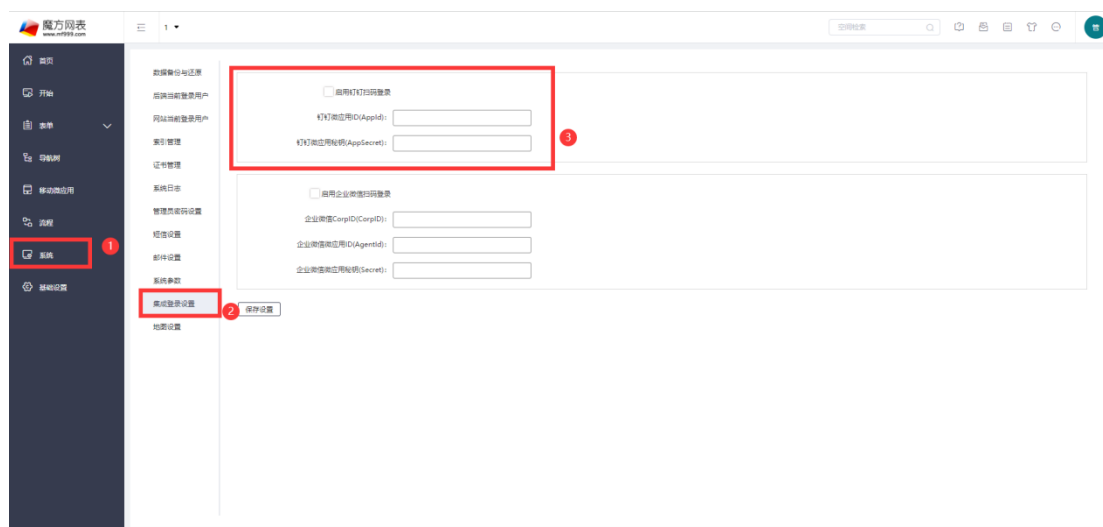 魔方网表
www.mf999.com
1
空间检索
管
首页
开始
表单
导航树
移动微应用
流程
系统
1
基础设置
数据备份与还原
后端当前登录用户
网站当前登录用户
索引管理
证书管理
系统日志
管理员密码设置
短信设置
邮件设置
系统参数
集成登录设置
2
地图设置
启用钉钉扫码登录
钉钉微应用ID(AppId):
钉钉微应用秘钥(AppSecret):
3
启用企业微信扫码登录
企业微信CorpID(CorpID):
企业微信微应用ID(AgentId):
企业微信微应用秘钥(Secret):
保存设置